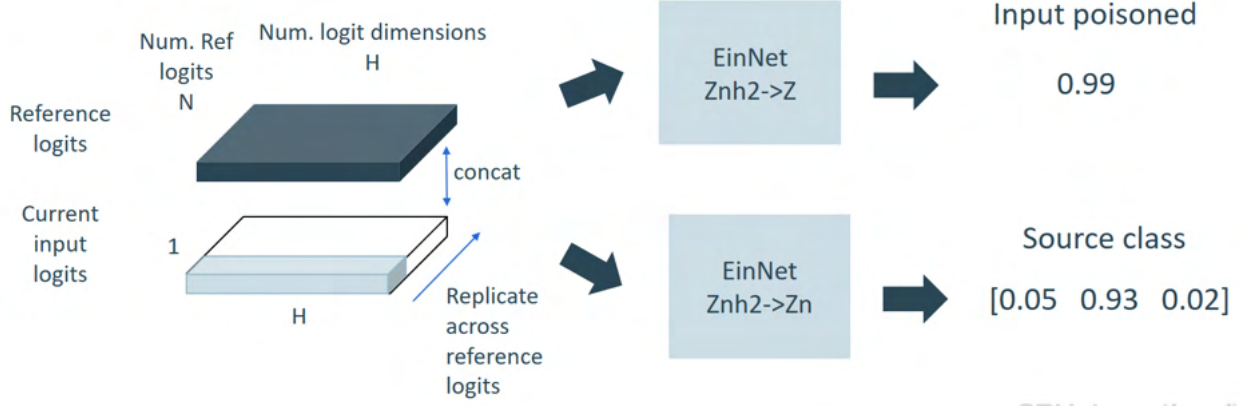 Num. Ref
logits
N
Num. logit dimensions
H
Reference
logits
concat
Current
input
logits
1
H
Replicate
across
reference
logits
EinNet
Znh2->Z
Input poisoned
0.99
EinNet
Znh2->Zn
Source class
[0.05 0.93 0.02]